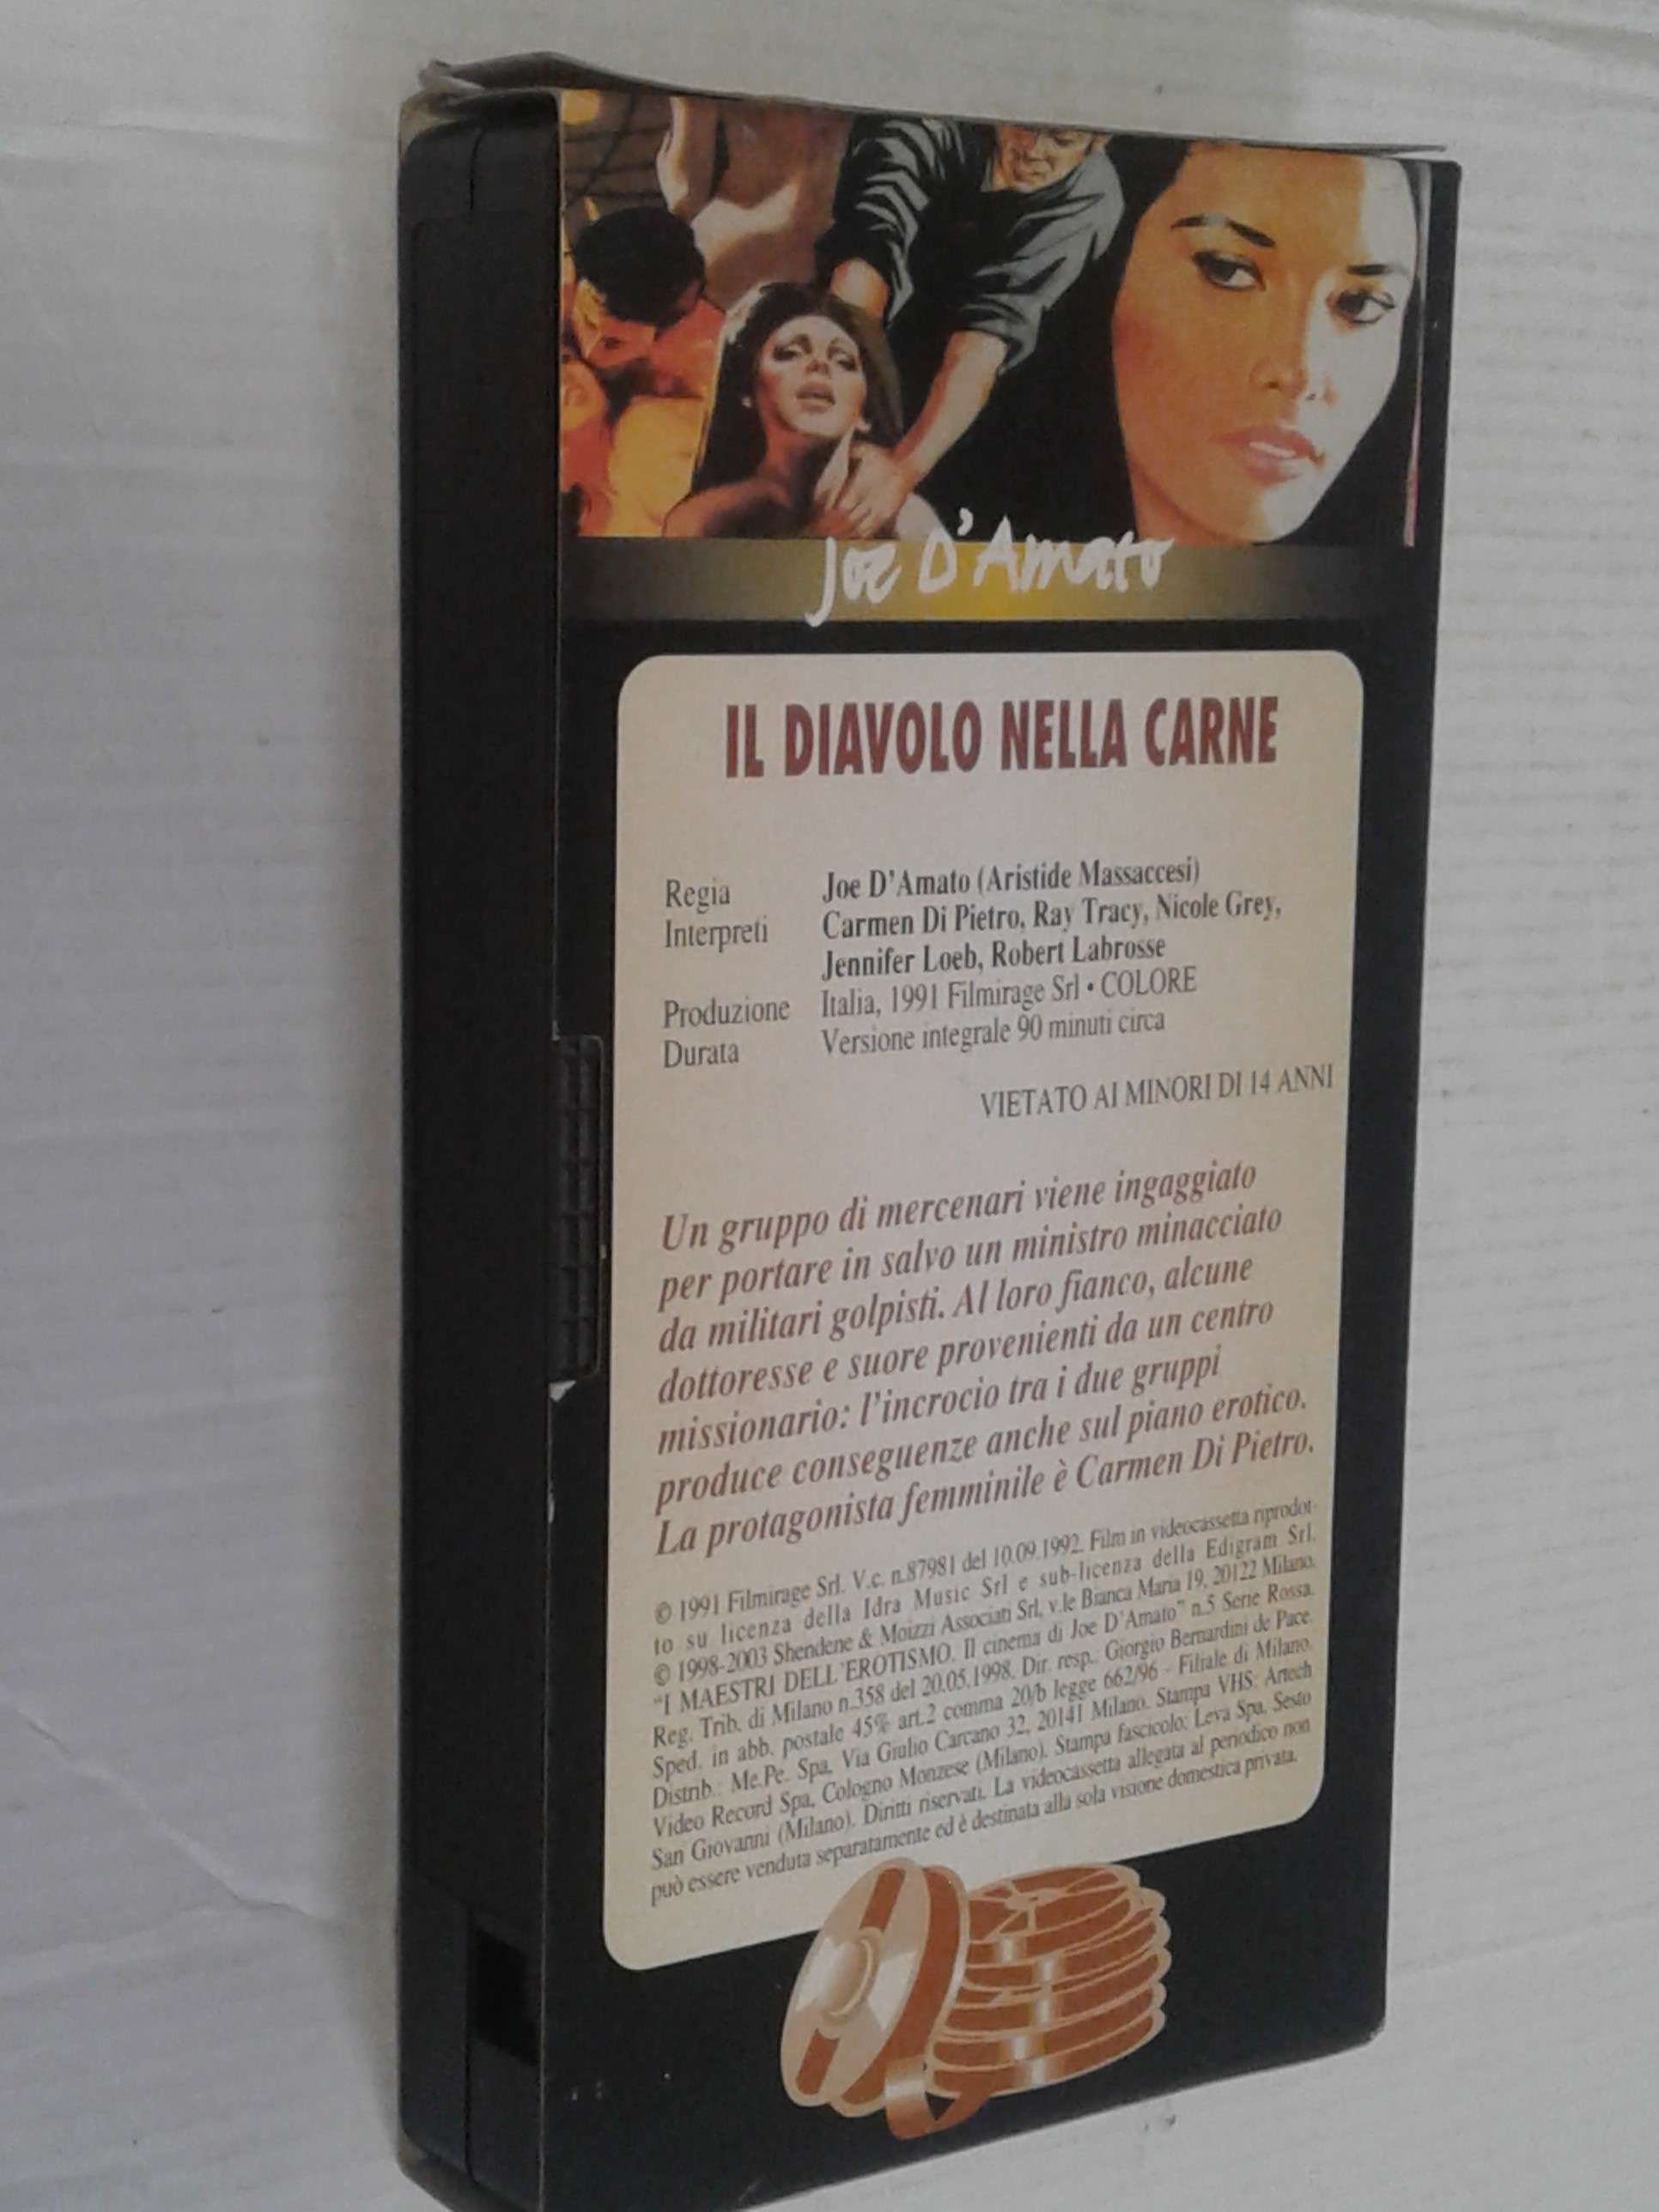 Joe D'Amato
IL DIAVOLO NELLA CARNE
Regia Joe D'Amato (Aristide Massaccesi)
Interpreti Carmen Di Pietro, Ray Tracy, Nicole Grey,
Jennifer Loeb, Robert Labrosse
Produzione Italia, 1991 Filmirage Srl • COLORE
Durata Versione integrale 90 minuti circa
VIETATO AI MINORI DI 14 ANNI
Un gruppo di mercenari viene ingaggiato
per portare in salvo un ministro minacciato
da militari golpisti. Al loro fianco, alcune
dottoresse e suore provenienti da un centro
missionario: l'incrocio tra i due gruppi
produce conseguenze anche sul piano erotico.
La protagonista femminile è Carmen Di Pietro.
© 1991 Filmirage Srl. V.c. n.87981 del 10.09.1992. Film in videocassetta riprodot-
to su licenza della Idra Music Srl e sub-licenza della Edigram Srl.
© 1998-2003 Shendene & Moizzi Associati Srl, v.le Bianca Maria 19, 20122 Milano.
"I MAESTRI DELL'EROTISMO. Il cinema di Joe D'Amato" n.5 Serie Rossa.
Reg. Trib. di Milano n.358 del 20.05.1998. Dir. resp.: Giorgio Bernardini de Pace.
Sped. in abb. postale 45% art.2 comma 20/b legge 662/96 - Filiale di Milano.
Distrib.: Me.Pe. Spa, Via Giulio Carcano 32, 20141 Milano. Stampa VHS: Artech
Video Record Spa, Cologno Monzese (Milano). Stampa fascicolo: Leva Spa, Sesto
San Giovanni (Milano). Diritti riservati. La videocassetta allegata al periodico non
può essere venduta separatamente ed è destinata alla sola visione domestica privata.